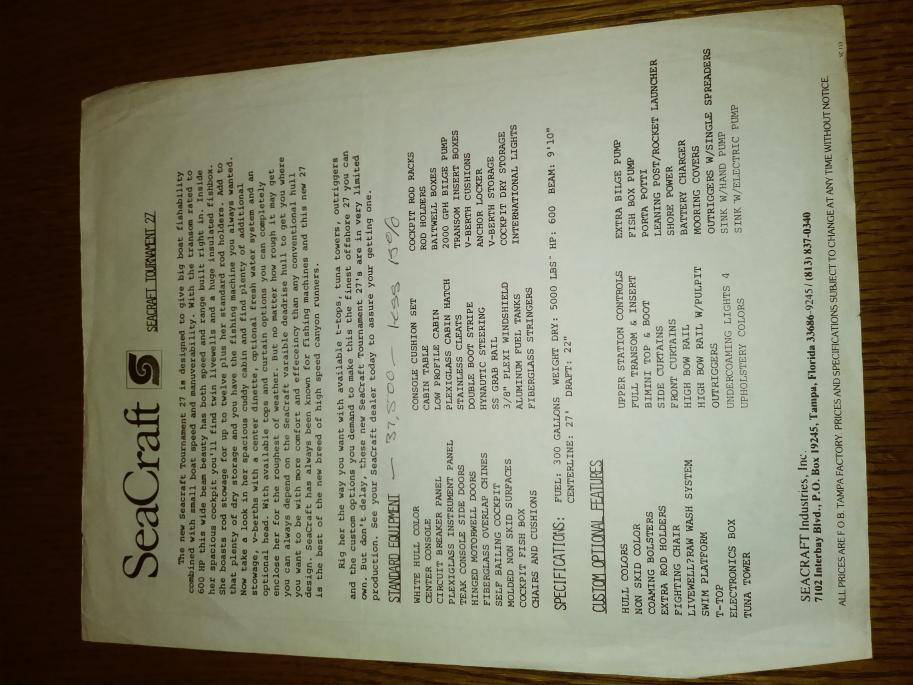 SeaCraft
SEACRAFT TOURNAMENT 27
The new Seacraft Tournament 27 is designed to give big boat fishability
combined with small boat speed and manuverability. With the transom rated to
600 HP this wide beam beauty has both speed and range built right in. Inside
her spacious cockpit you'll find twin livewells and a huge insulated fishbox.
She boasts rod stowage for up to twelve plus her standard rod holders. Add to
that plenty of dry storage and you have the fishing machine you always wanted.
Now take a look in her spacious cuddy cabin and find plenty of additional
stowage, v-berths with a center dinette, optional fresh water system and an
optional head. With available tops and curtain options you can completely
enclose her for the roughest of weather. But no matter how rough it may get
you can always depend on the SeaCraft varaible deadrise hull to get you where
you want to be with more comfort and effeceincy than any conventional hull
design. SeaCraft has always been known for fishing machines and this new 27
is the best of the new breed of high speed canyon runners.
Rig her the way you want with available t-tops, tuna towers, outriggers
and the custom options you demand to make this the finest offshore 27 you can
own. But don't delay, these new SeaCraft Tournament 27's are in very limited
production. See your SeaCraft dealer today to assure your getting one.
STANDARD EQUIPMENT — 37,500 less 15%
WHITE HULL COLOR
CENTER CONSOLE
CIRCUIT BREAKER PANEL
PLEXIGLASS INSTRUMENT PANEL
TEAK CONSOLE SIDE DOORS
HINGED MOTORWELL DOORS
FIBERGLASS OVERLAP CHINES
SELF BAILING COCKPIT
MOLDED NON SKID SURFACES
COCKPIT FISH BOX
CHAIRS AND CUSHIONS
CONSOLE CUSHION SET
CABIN TABLE
LOW PROFILE CABIN
PLEXIGLASS CABIN HATCH
STAINLESS CLEATS
DOUBLE BOOT STRIPE
HYNAUTIC STEERING
SS GRAB RAIL
3/8" PLEXI WINDSHIELD
ALUMINUM FUEL TANKS
FIBERGLASS STRINGERS
COCKPIT ROD RACKS
ROD HOLDERS
BAITWELL BOXES
2000 GPH BILGE PUMP
TRANSOM INSERT BOXES
V-BERTH CUSHIONS
ANCHOR LOCKER
V-BERTH STORAGE
COCKPIT DRY STORAGE
INTERNATIONAL LIGHTS
SPECIFICATIONS: FUEL: 300 GALLONS WEIGHT DRY: 5000 LBS HP: 600 BEAM: 9'10"
CENTERLINE: 27' DRAFT: 22"
CUSTOM OPTIONAL FEATURES
HULL COLORS
NON SKID COLOR
COAMING BOLSTERS
EXTRA ROD HOLDERS
FIGHTING CHAIR
LIVEWELL?RAW WASH SYSTEM
SWIM PLATFORM
T-TOP
ELECTRONICS BOX
TUNA TOWER
UPPER STATION CONTROLS
FULL TRANSOM & INSERT
BIMINI TOP & BOOT
SIDE CURTAINS
FRONT CURTAINS
HIGH BOW RAIL
HIGH BOW RAIL W/PULPIT
OUTRIGGERS
UNDERCOAMING LIGHTS 4
UPHOLSTERY COLORS
EXTRA BILGE PUMP
FISH BOX PUMP
PORTA POTTI
LEANING POST/ROCKET LAUNCHER
SHORE POWER
BATTERY CHARGER
MOORING COVERS
OUTRIGGERS W/SINGLE SPREADERS
SINK W/HAND PUMP
SINK W/ELECTRIC PUMP
SEACRAFT Industries, Inc.
7102 Interbay Blvd., P.O. Box 19245, Tampa, Florida 33686-9245 / (813) 837-0340
ALL PRICES ARE F.O.B. TAMPA FACTORY. PRICES AND SPECIFICATIONS SUBJECT TO CHANGE AT ANY TIME WITHOUT NOTICE.